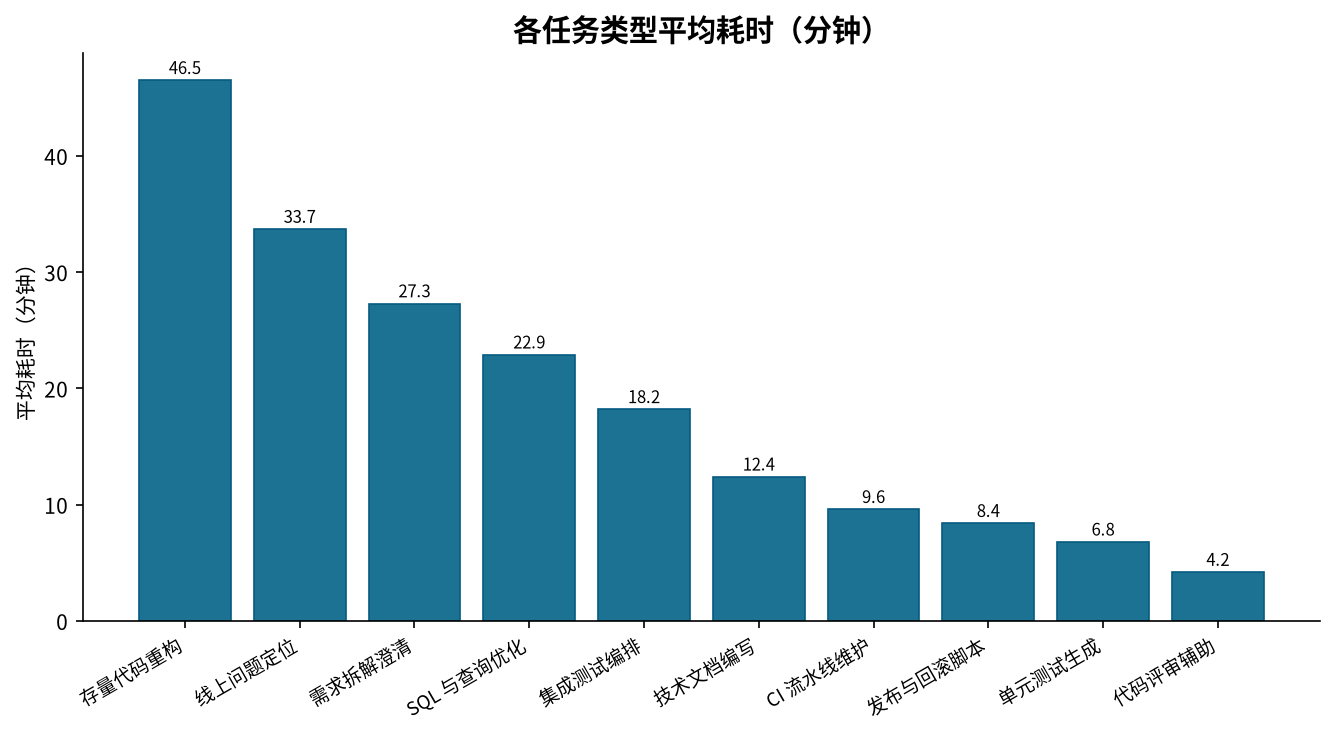 各任务类型平均耗时（分钟）
平均耗时（分钟）
40
30
20
10
0
46.5
33.7
27.3
22.9
18.2
12.4
9.6
8.4
6.8
4.2
存量代码重构
线上问题定位
需求拆解澄清
SQL 与查询优化
集成测试编排
技术文档编写
CI 流水线维护
发布与回滚脚本
单元测试生成
代码评审辅助